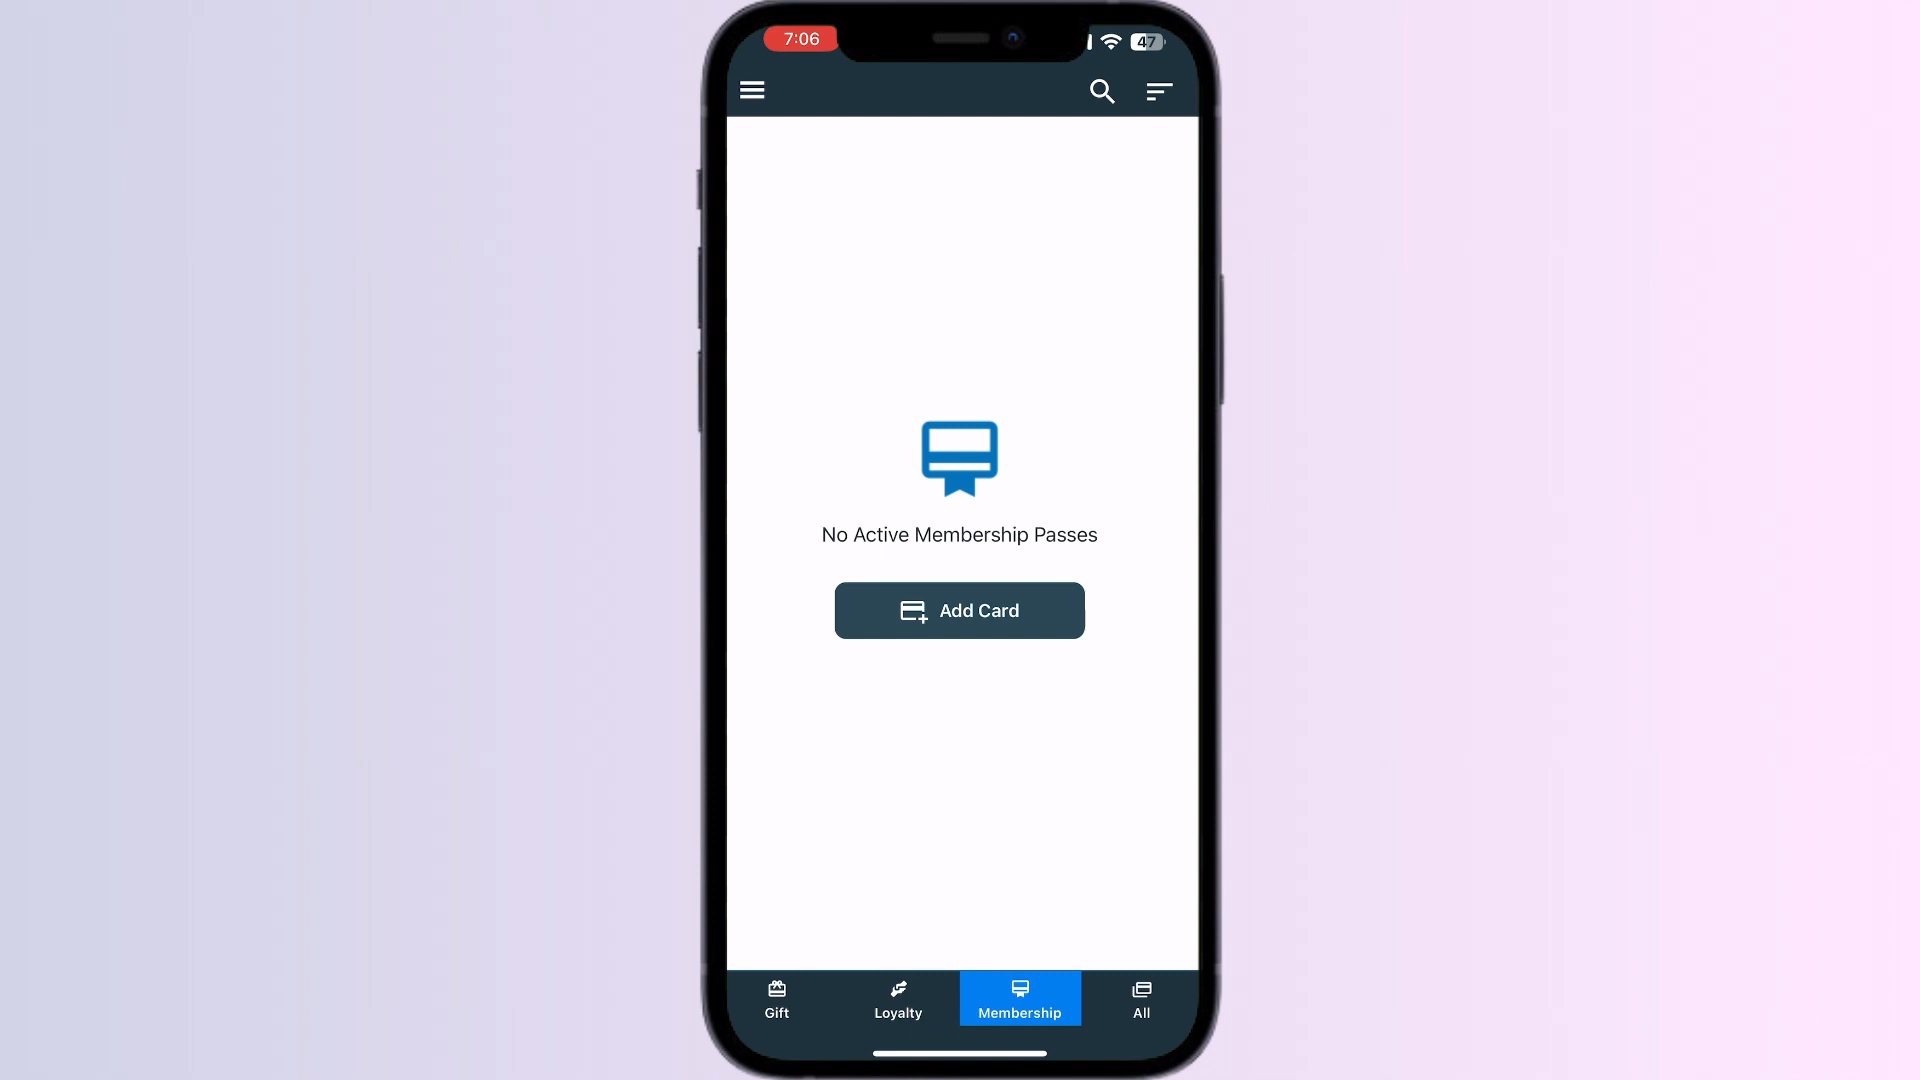 7:06
47
No Active Membership Passes
Add Card
Gift
Loyalty
Membership
All